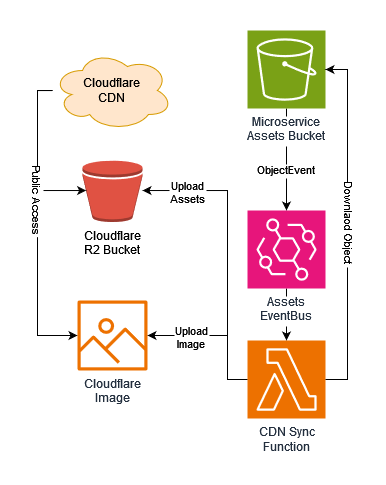 Cloudflare
CDN
Microservice
Assets Bucket
ObjectEvent
Public Access
Upload
Assets
Downlaod Object
Cloudflare
R2 Bucket
Assets
EventBus
Upload
Image
Cloudflare
Image
CDN Sync
Function